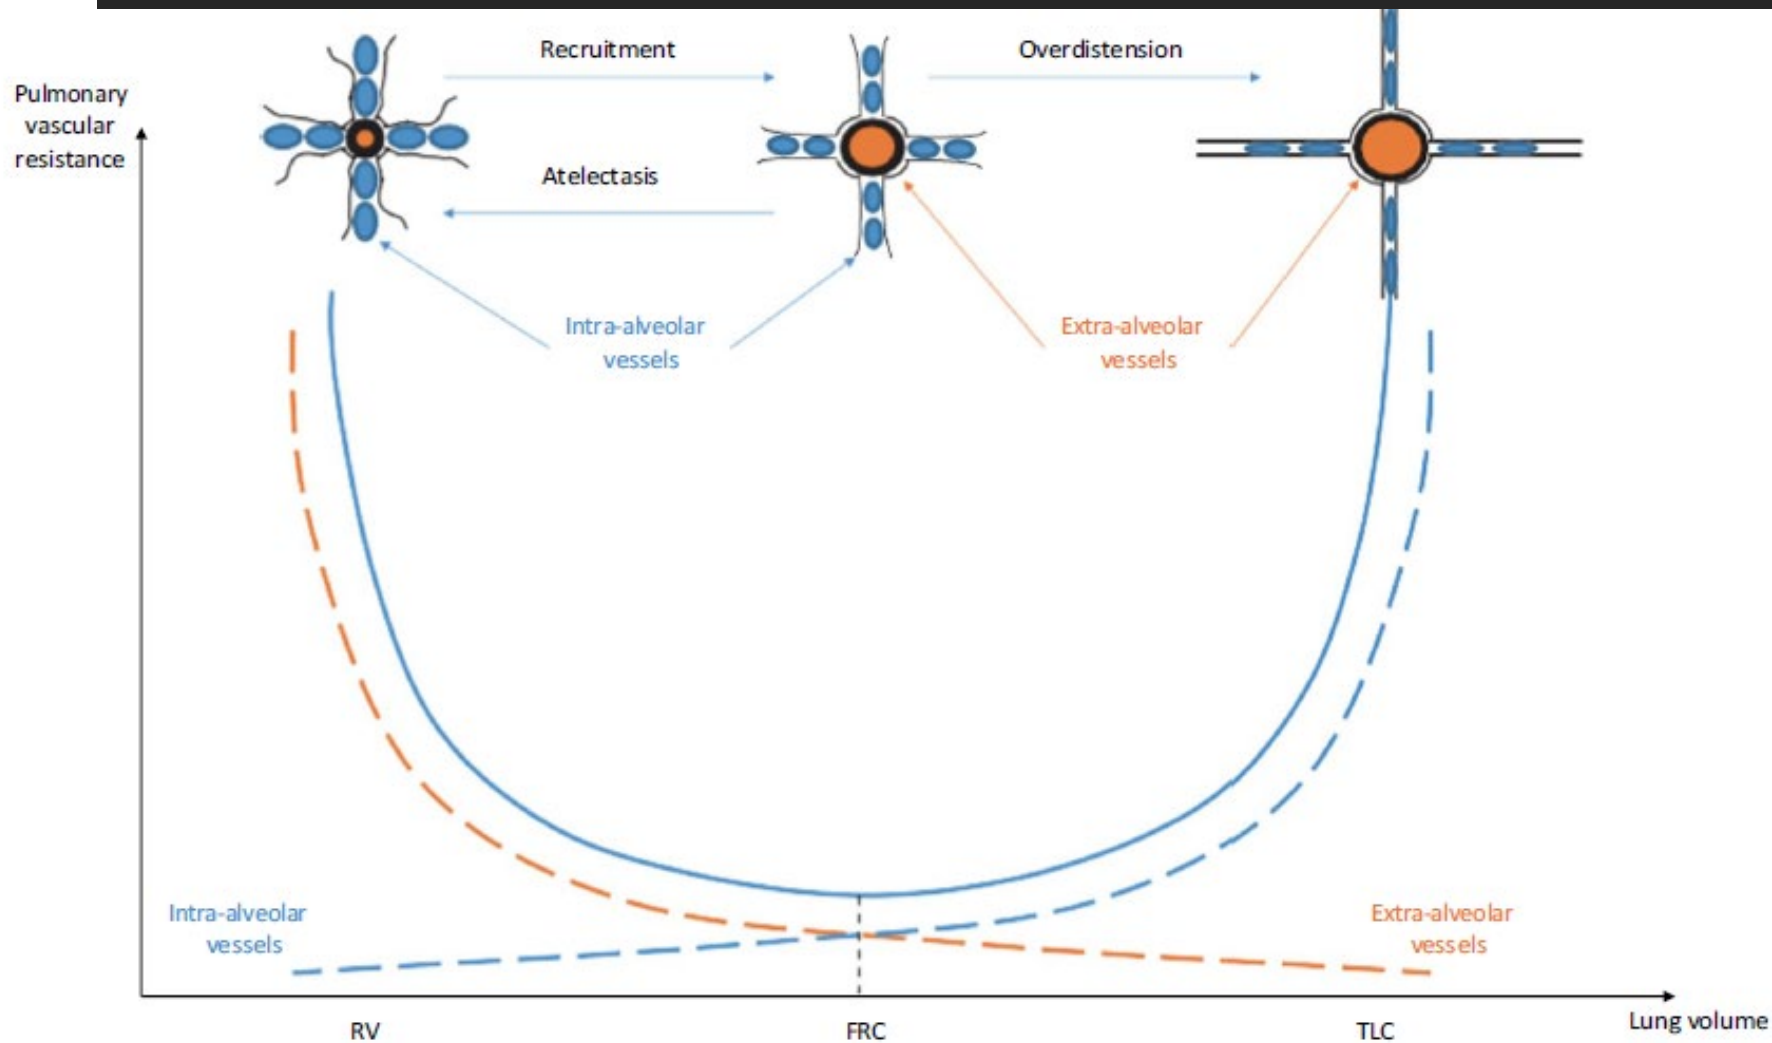 Pulmonary
vascular
resistance
Recruitment
Overdistension
Atelectasis
Intra-alveolar
vessels
Extra-alveolar
vessels
Intra-alveolar
vessels
Extra-alveolar
vessels
RV
FRC
TLC
Lung volume